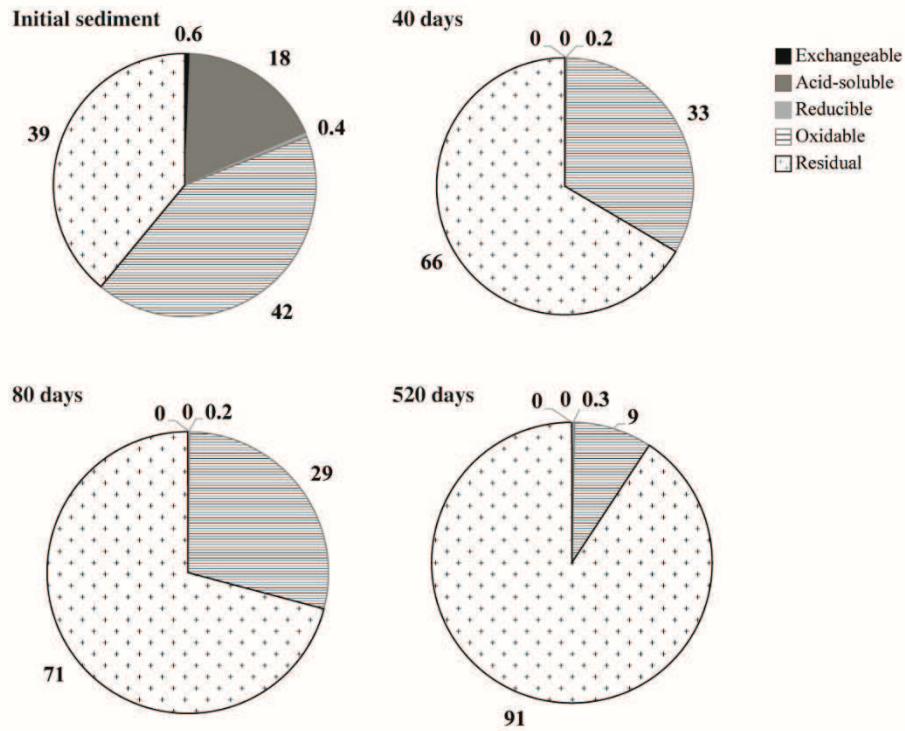 Initial sediment
0.6
18
39
0.4
42
40 days
0 0 0.2
33
66
Exchangeable
Acid-soluble
Reducible
Oxidable
Residual
80 days
0 0 0.2
29
71
520 days
0 0 0.3
9
91